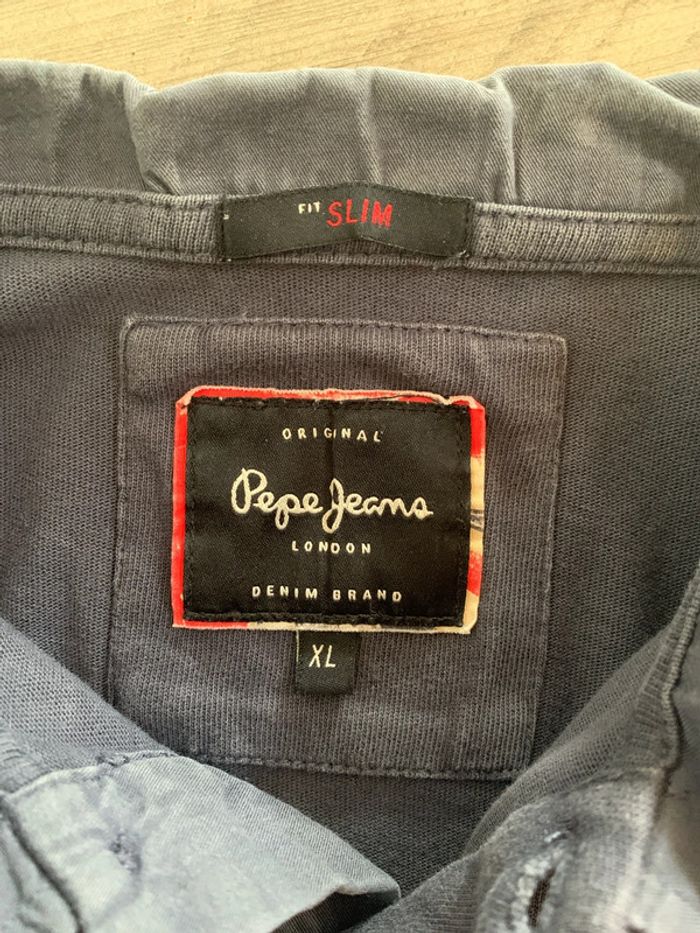 FIT SLIM
ORIGINAL
Pepe Jeans
LONDON
DENIM BRAND
XL